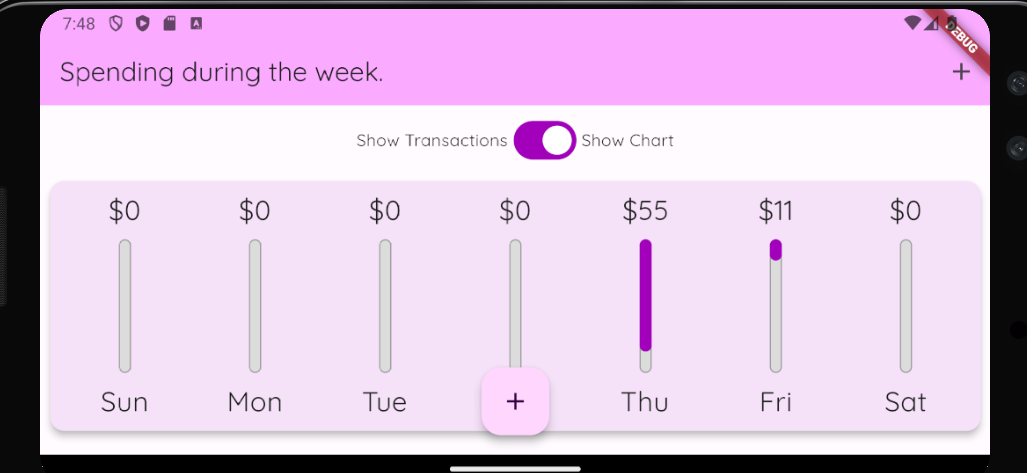 7:48
DEBUG
Spending during the week.
+
Show Transactions Show Chart
$0 $0 $0 $0 $55 $11 $0
Sun Mon Tue + Thu Fri Sat